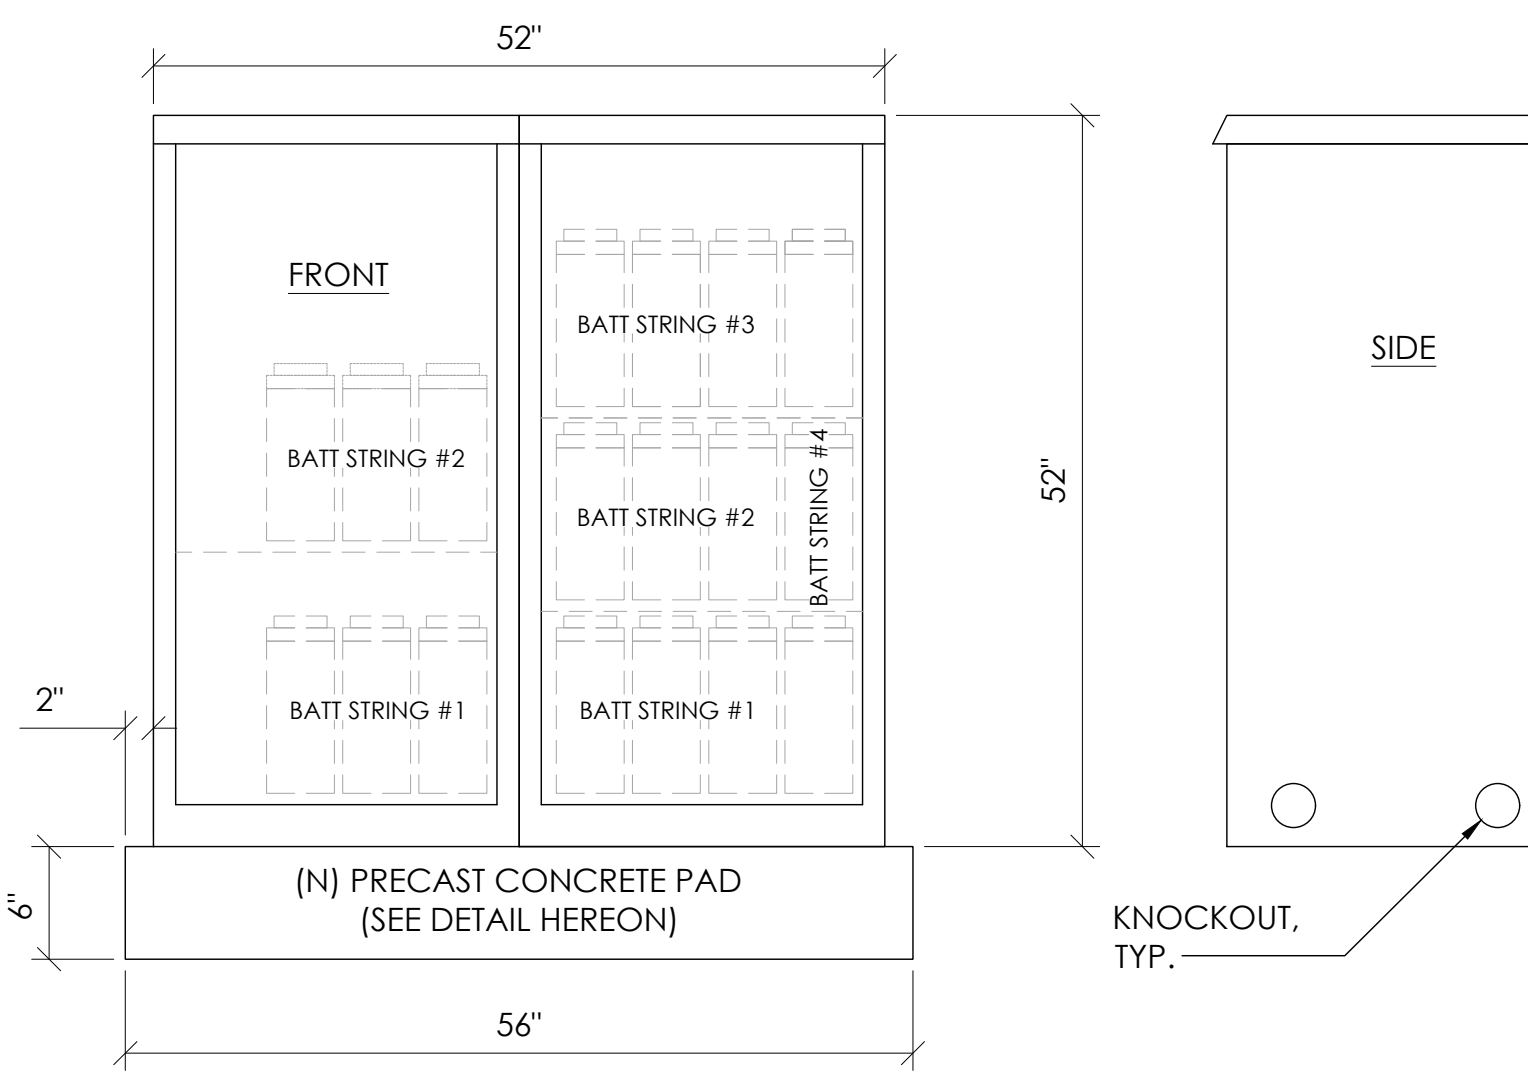 52"
FRONT
BATT STRING #3
SIDE
BATT STRING #2
BATT STRING #2
BATT STRING #4
52"
BATT STRING #1
BATT STRING #1
2"
6"
(N) PRECAST CONCRETE PAD
(SEE DETAIL HEREON)
KNOCKOUT,
TYP.
56"